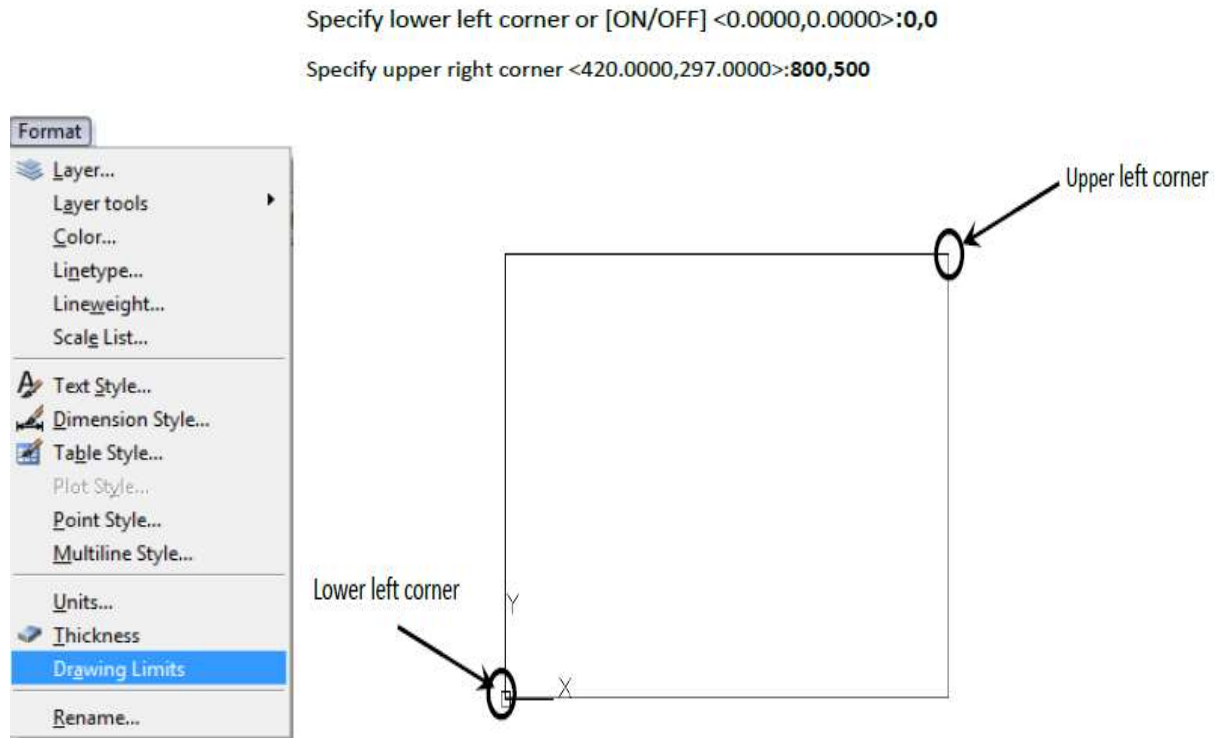 Specify lower left corner or [ON/OFF] <0.0000,0.0000>:0,0
Specify upper right corner <420.0000,297.0000>:800,500
Format
Layer...
Layer tools
Color...
Linetype...
Lineweight...
Scale List...
Text Style...
Dimension Style...
Table Style...
Plot Style...
Point Style...
Multiline Style...
Units...
Thickness
Drawing Limits
Rename...
Upper left corner
Lower left corner
Y
X